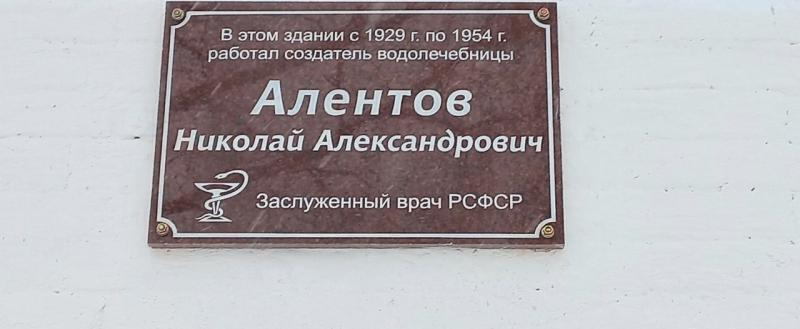 В этом здании с 1929 г. по 1954 г.
работал создатель водолечебницы
Алентов
Николай Александрович
Заслуженный врач РСФСР